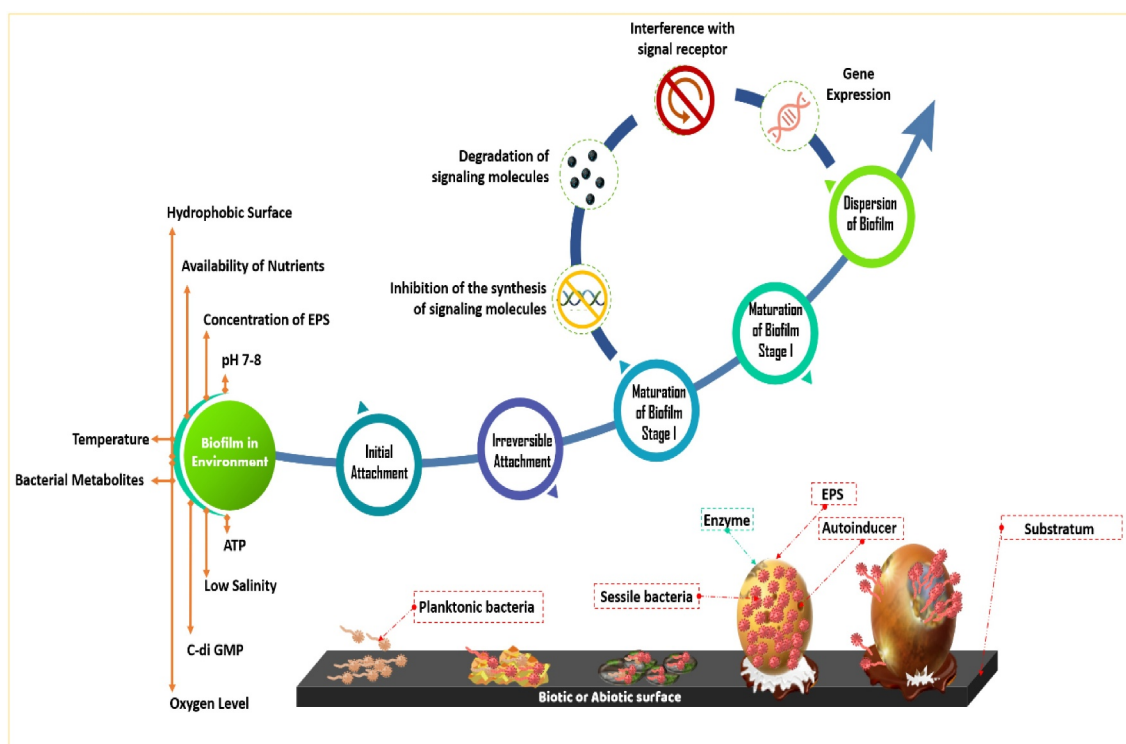 Interference with
signal receptor
Gene
Expression
Degradation of
signaling molecules
Dispersion
of Biofilm
Hydrophobic Surface
Availability of Nutrients
Inhibition of the synthesis
of signaling molecules
Maturation
of Biofilm
Stage I
Concentration of EPS
pH 7-8
Maturation
of Biofilm
Stage I
Temperature
Biofilm in
Environment
Initial
Attachment
Irreversible
Attachment
Bacterial Metabolites
EPS
Enzyme
Autoinducer
Substratum
ATP
Low Salinity
Sessile bacteria
Planktonic bacteria
C-di GMP
Oxygen Level
Biotic or Abiotic surface